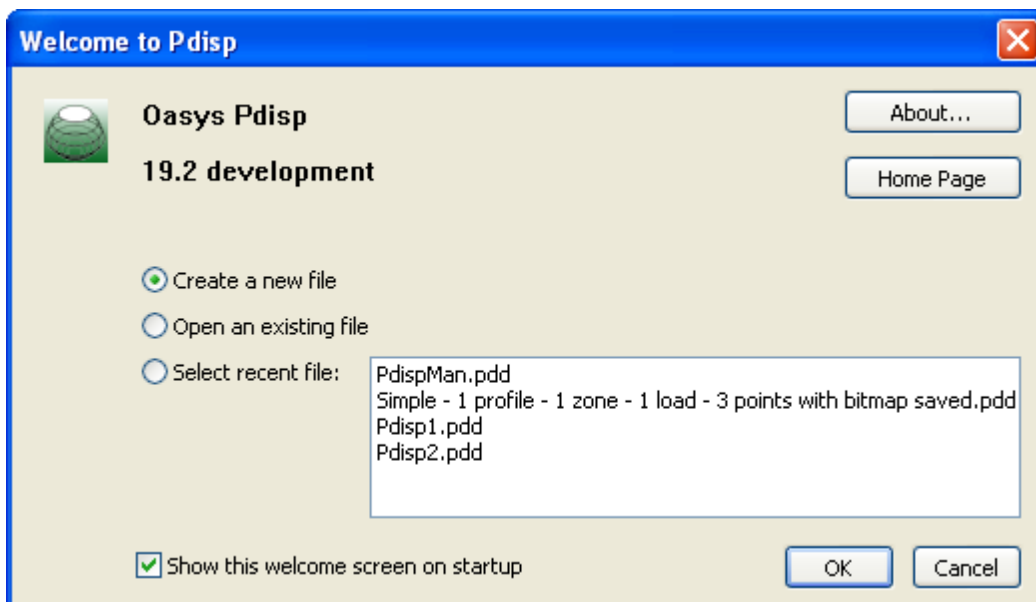 Welcome to Pdisp
Oasys Pdisp
About...
19.2 development
Home Page
Create a new file
Open an existing file
Select recent file:
PdispMan.pdd
Simple - 1 profile - 1 zone - 1 load - 3 points with bitmap saved.pdd
Pdisp1.pdd
Pdisp2.pdd
Show this welcome screen on startup
OK
Cancel